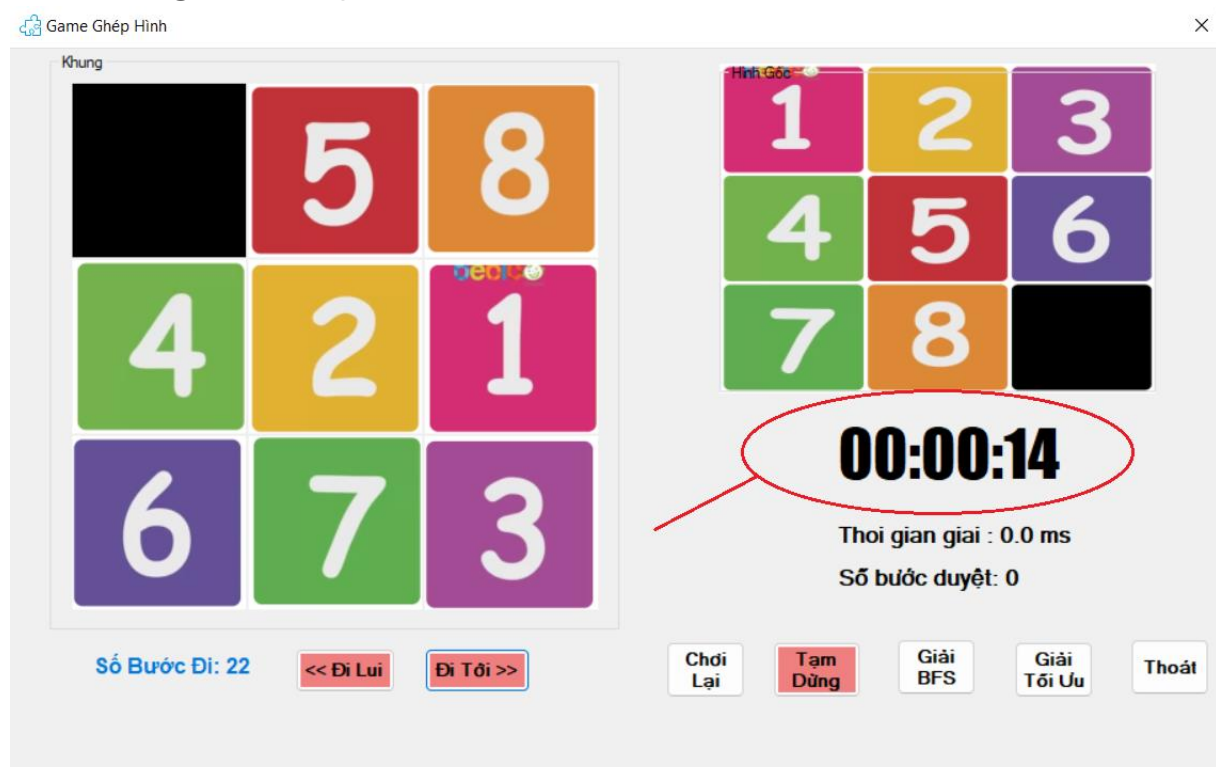 Game Ghép Hình
Khung
5 8
4 2 1
6 7 3
Hình Gốc
1 2 3
4 5 6
7 8
00:00:14
Thoi gian giai : 0.0 ms
Số bước duyệt: 0
Số Bước Đi: 22
<< Đi Lui
Đi Tới >>
Chơi
Lại
Tạm
Dừng
Giải
BFS
Giải
Tối Ưu
Thoát